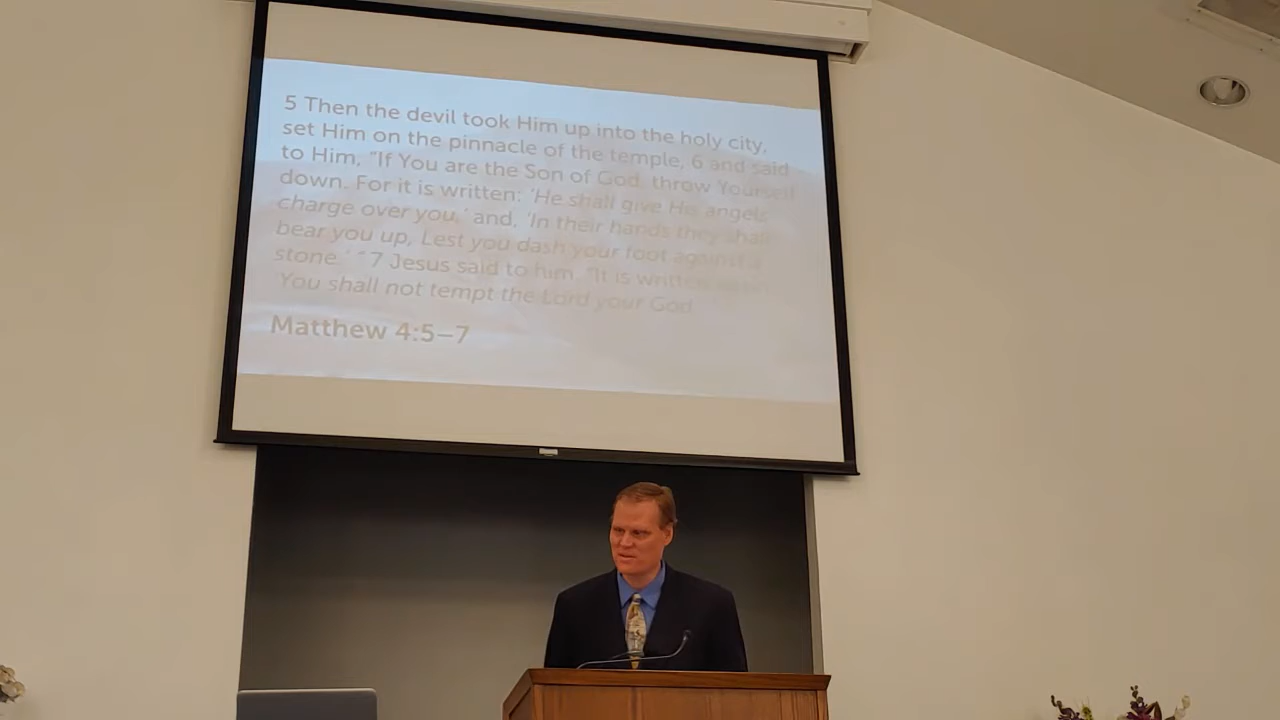 5 Then the devil took Him up into the holy city,
set Him on the pinnacle of the temple, 6 and said
to Him, "If You are the Son of God, throw Yourself
down. For it is written: 'He shall give His angels
charge over you,' and, 'In their hands they shall
bear you up, Lest you dash your foot against a
stone.' " 7 Jesus said to him, "It is written
'You shall not tempt the Lord your God.
Matthew 4:5–7